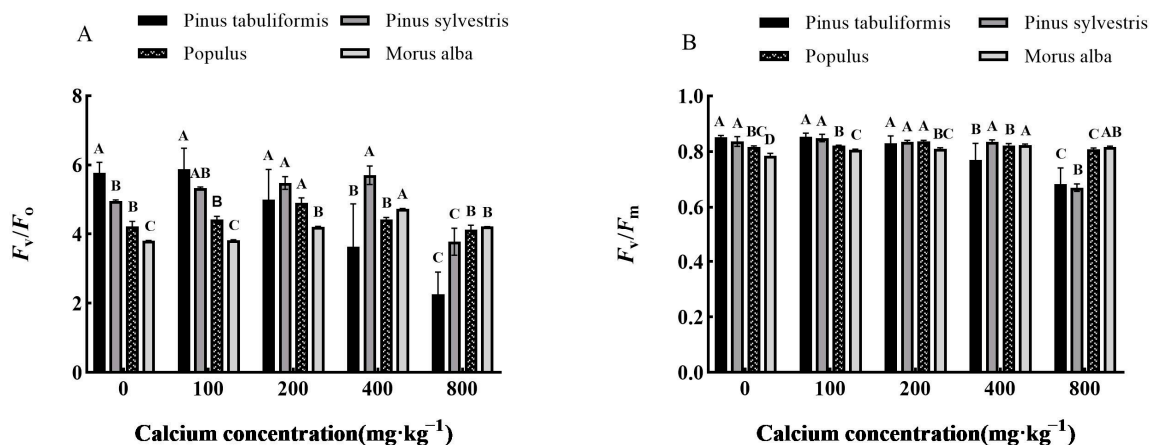 A
Pinus tabuliformis
Pinus sylvestris
Populus
Morus alba
8
6
4
2
0
Fv/Fo
A B B C
A AB B C
A A A B
B A B A
C C B B
0 100 200 400 800
Calcium concentration(mg·kg⁻¹)
B
Pinus tabuliformis
Pinus sylvestris
Populus
Morus alba
1.0
0.8
0.6
0.4
0.2
0.0
Fv/Fm
A A BC D
A A B C
A A A BC
B A B A
C B C AB
0 100 200 400 800
Calcium concentration(mg·kg⁻¹)